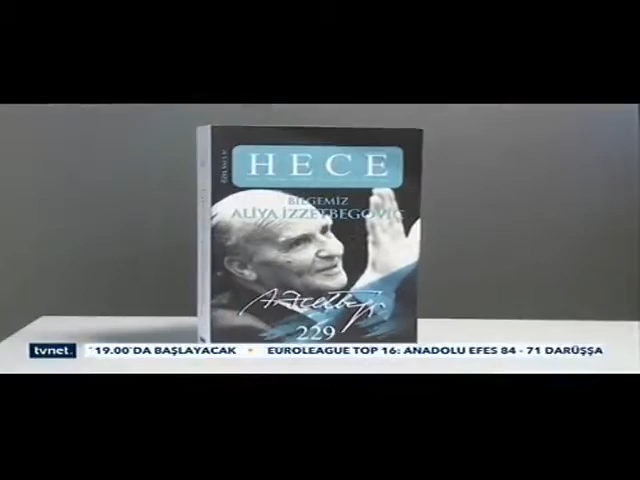 HECE
BİLGEMİZ
ALİYA İZZETBEGOVİÇ
229
tvnet
19.00'DA BAŞLAYACAK • EUROLEAGUE TOP 16: ANADOLU EFES 84 - 71 DARÜŞŞA